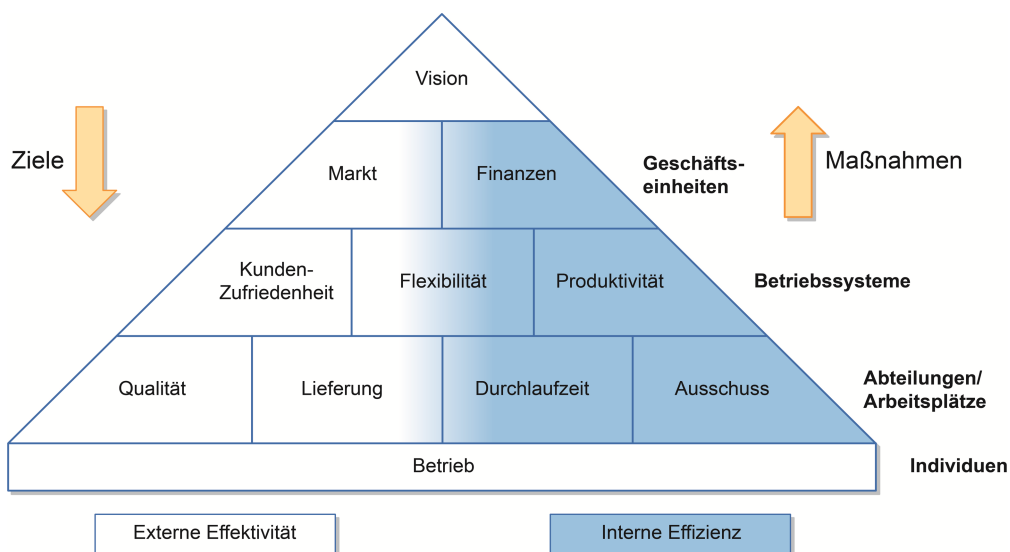 Vision
Ziele
Maßnahmen
Markt
Finanzen
Geschäfts-
einheiten
Kunden-
Zufriedenheit
Flexibilität
Produktivität
Betriebssysteme
Qualität
Lieferung
Durchlaufzeit
Ausschuss
Abteilungen/
Arbeitsplätze
Betrieb
Individuen
Externe Effektivität
Interne Effizienz